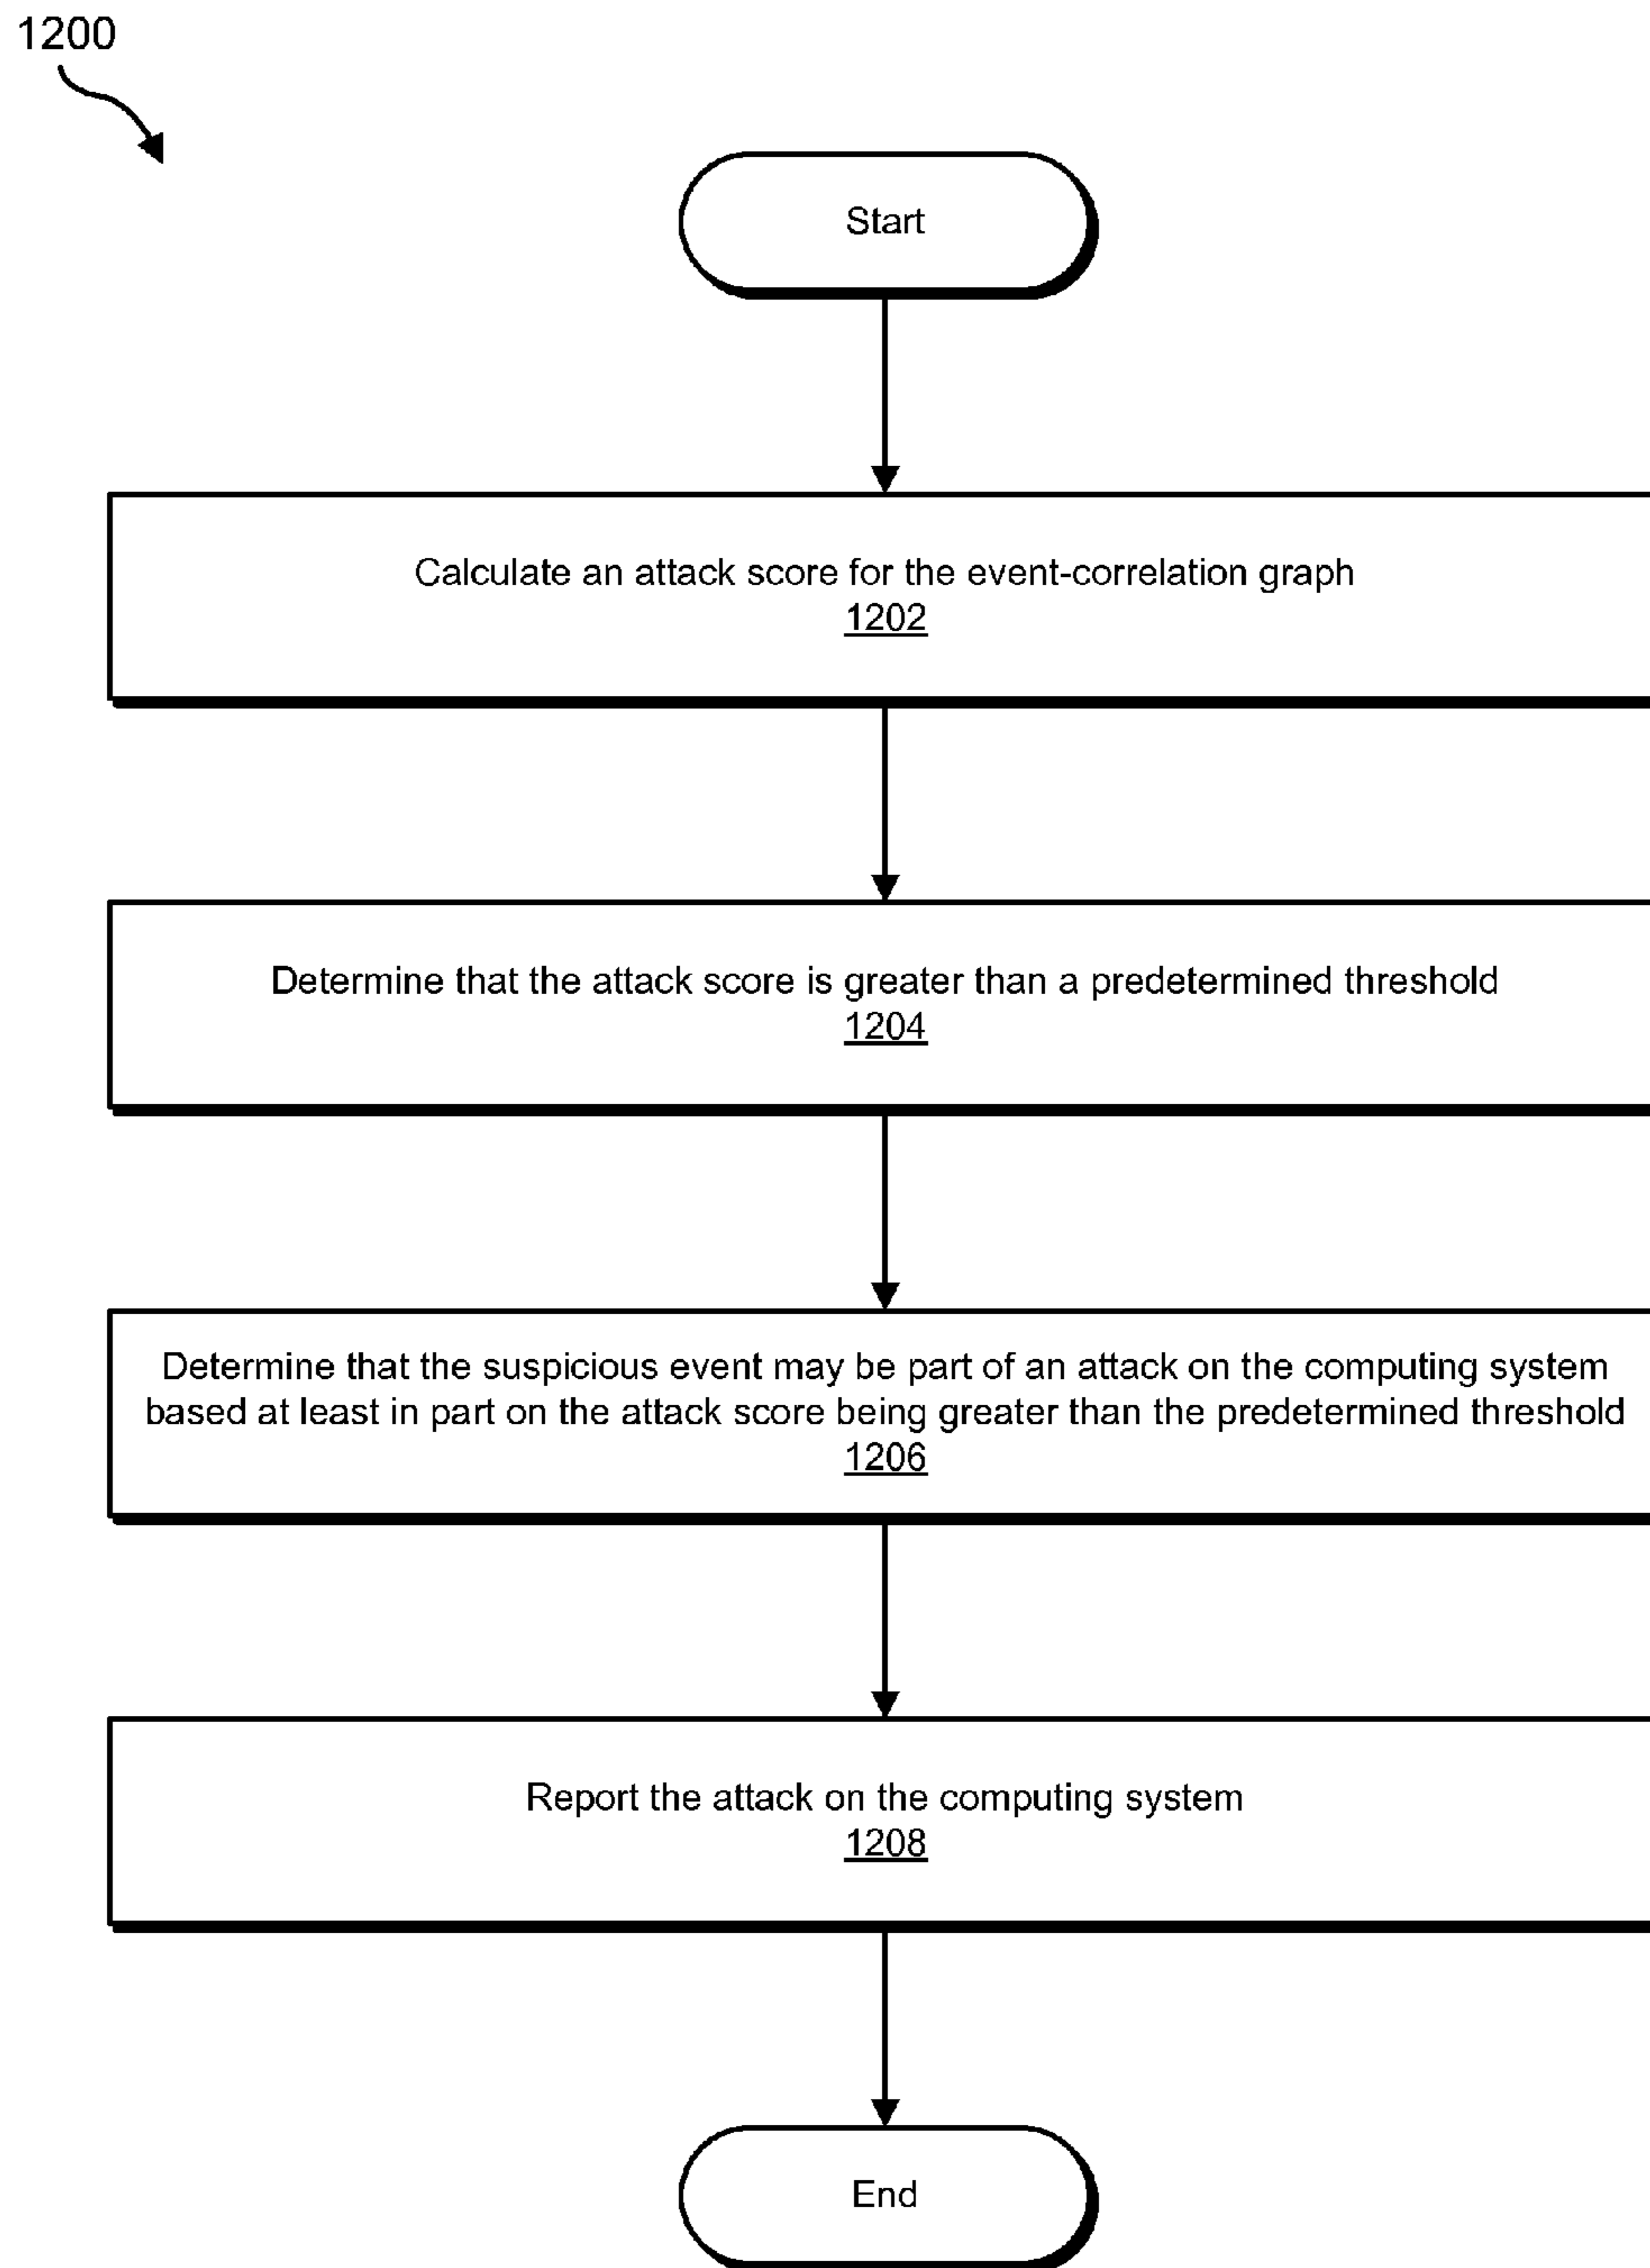 1200
Start
Calculate an attack score for the event-correlation graph
1202
Determine that the attack score is greater than a predetermined threshold
1204
Determine that the suspicious event may be part of an attack on the computing system
based at least in part on the attack score being greater than the predetermined threshold
1206
Report the attack on the computing system
1208
End